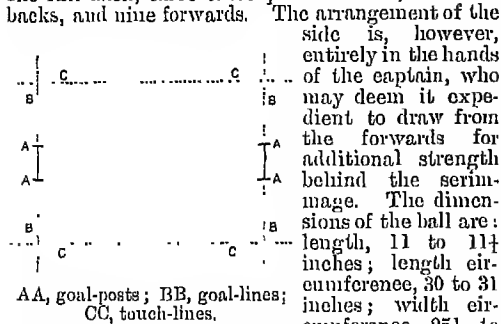 backs, and nine forwards. The arrangement of the
side is, however,
entirely in the hands
of the captain, who
may deem it expe-
dient to draw from
the forwards for
additional strength
behind the scrim-
mage. The dimen-
sions of the ball are:
length, 11 to 11¼
inches; length cir-
cumference, 30 to 31
inches; width cir-
C C
B B
A A
A A
B B
C C
AA, goal-posts; BB, goal-lines;
CC, touch-lines.